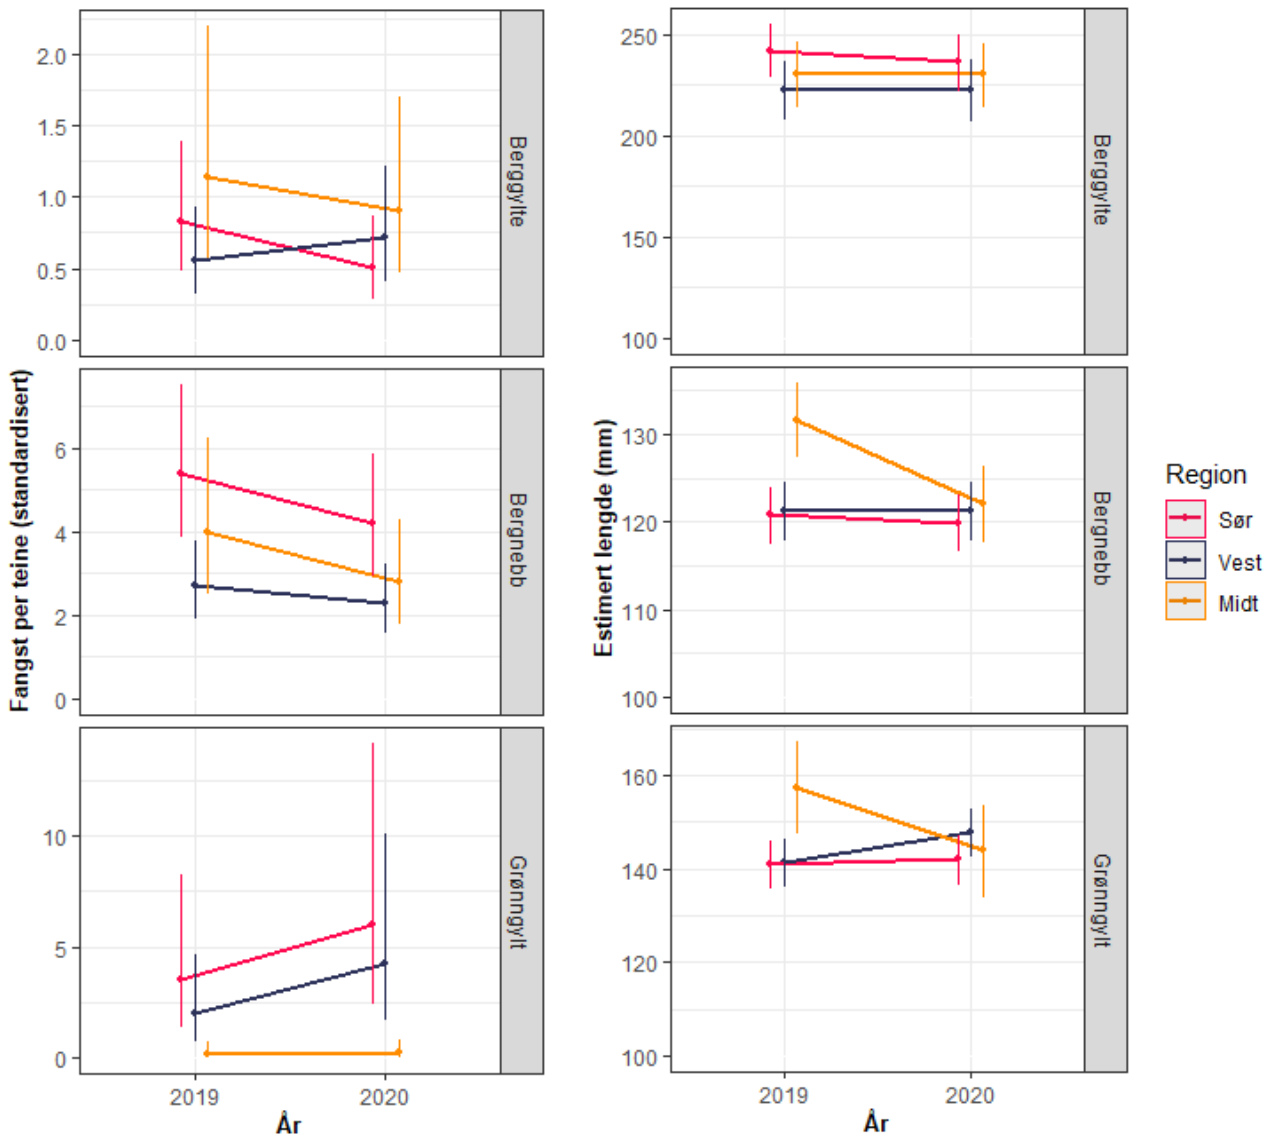 Fangst per teine (standardisert)
2.0
1.5
1.0
0.5
0.0
Berggylte
6
4
2
0
Bergnebb
10
5
0
Grønngylt
2019
2020
År
Estimert lengde (mm)
250
200
150
100
Berggylte
130
120
110
100
Bergnebb
160
140
120
100
Grønngylt
2019
2020
År
Region
Sør
Vest
Midt